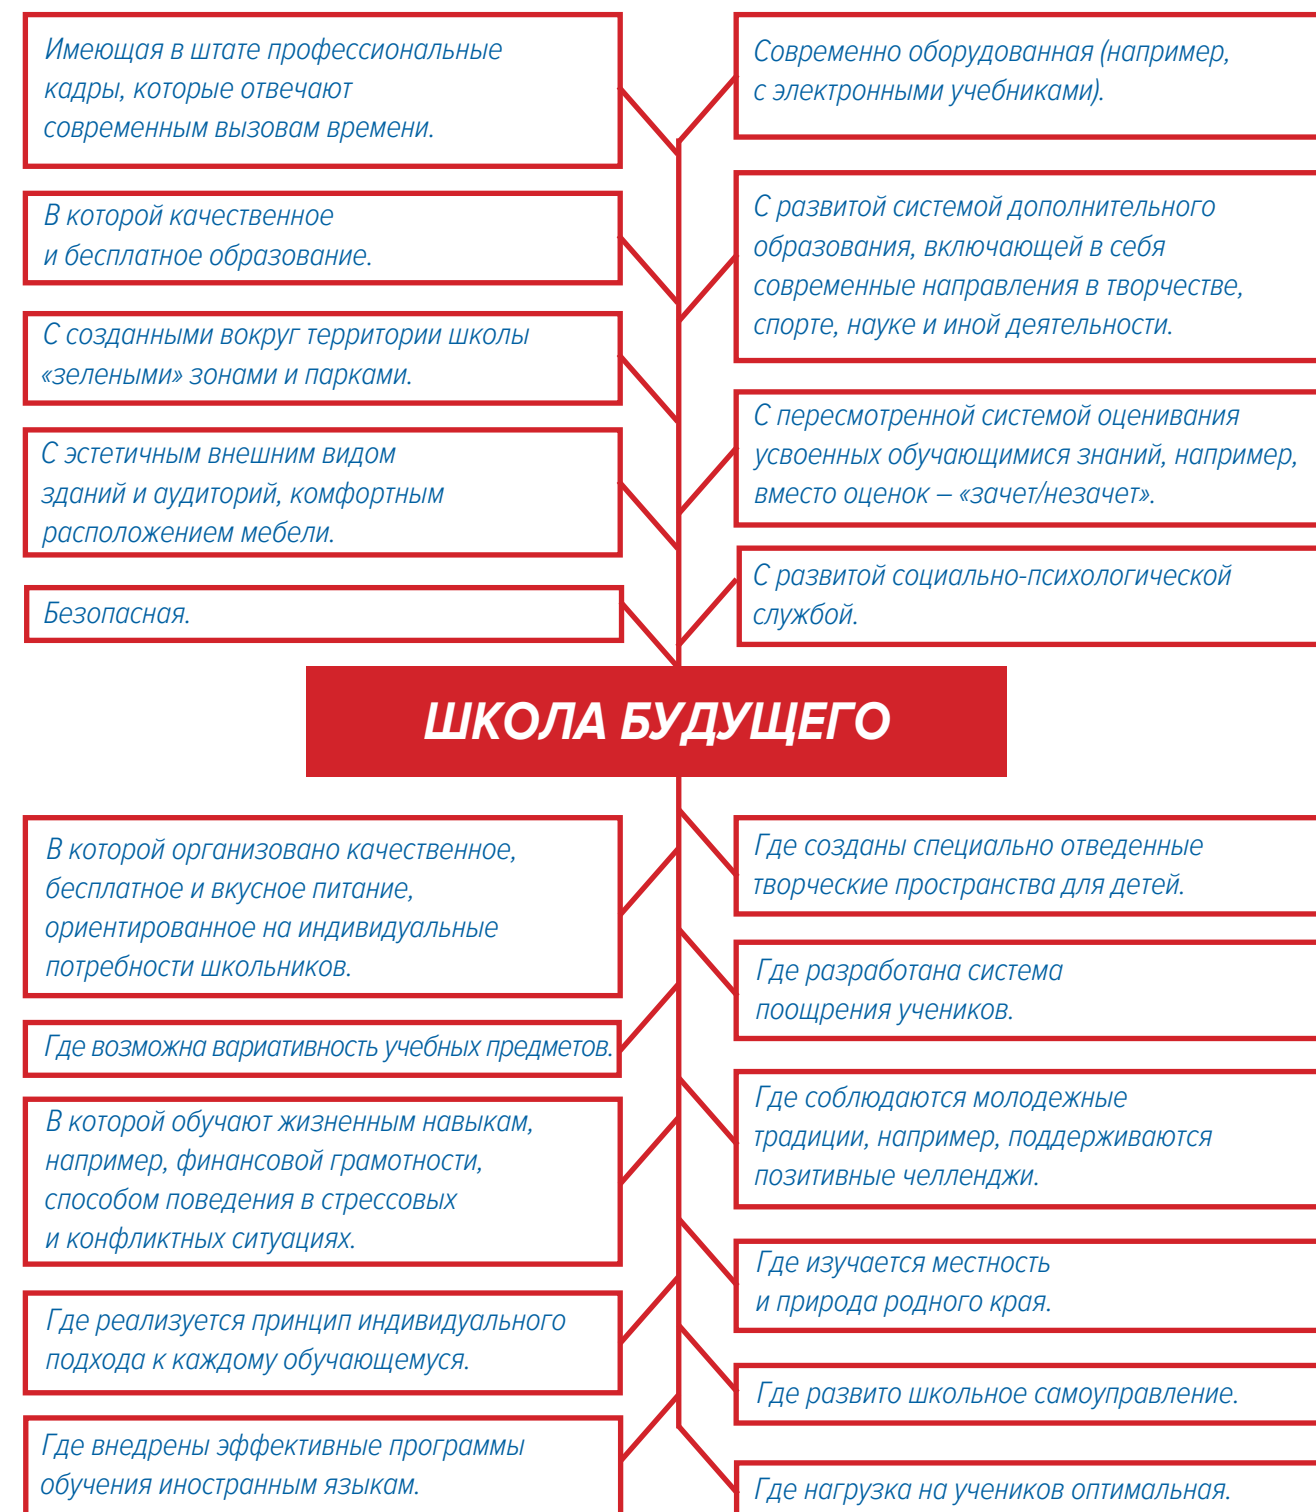 Имеющая в штате профессиональные
кадры, которые отвечают
современным вызовам времени.
В которой качественное
и бесплатное образование.
С созданными вокруг территории школы
«зелеными» зонами и парками.
С эстетичным внешним видом
зданий и аудиторий, комфортным
расположением мебели.
Безопасная.
Современно оборудованная (например,
с электронными учебниками).
С развитой системой дополнительного
образования, включающей в себя
современные направления в творчестве,
спорте, науке и иной деятельности.
С пересмотренной системой оценивания
усвоенных обучающимися знаний, например,
вместо оценок – «зачет/незачет».
С развитой социально-психологической
службой.
ШКОЛА БУДУЩЕГО
В которой организовано качественное,
бесплатное и вкусное питание,
ориентированное на индивидуальные
потребности школьников.
Где возможна вариативность учебных предметов.
В которой обучают жизненным навыкам,
например, финансовой грамотности,
способом поведения в стрессовых
и конфликтных ситуациях.
Где реализуется принцип индивидуального
подхода к каждому обучающемуся.
Где внедрены эффективные программы
обучения иностранным языкам.
Где созданы специально отведенные
творческие пространства для детей.
Где разработана система
поощрения учеников.
Где соблюдаются молодежные
традиции, например, поддерживаются
позитивные челленджи.
Где изучается местность
и природа родного края.
Где развито школьное самоуправление.
Где нагрузка на учеников оптимальная.